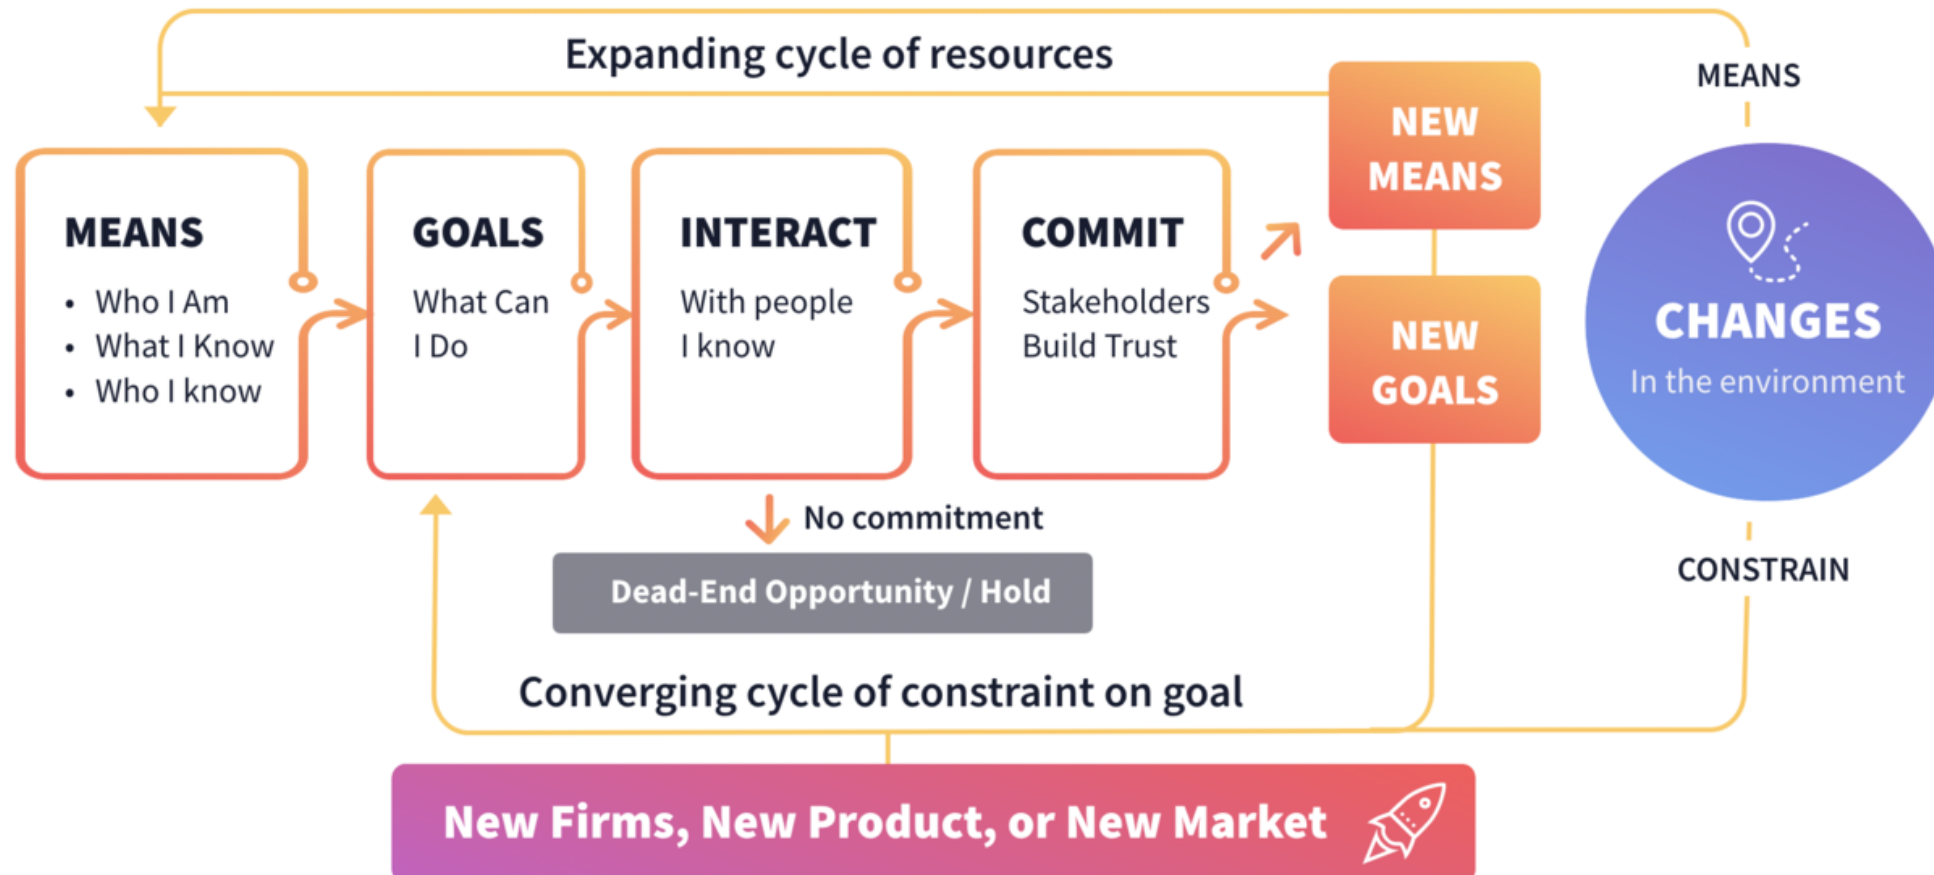 Expanding cycle of resources
MEANS
NEW
MEANS
MEANS
• Who I Am
• What I Know
• Who I know
GOALS
What Can
I Do
INTERACT
With people
I know
COMMIT
Stakeholders
Build Trust
NEW
GOALS
CHANGES
In the environment
No commitment
Dead-End Opportunity / Hold
CONSTRAIN
Converging cycle of constraint on goal
New Firms, New Product, or New Market